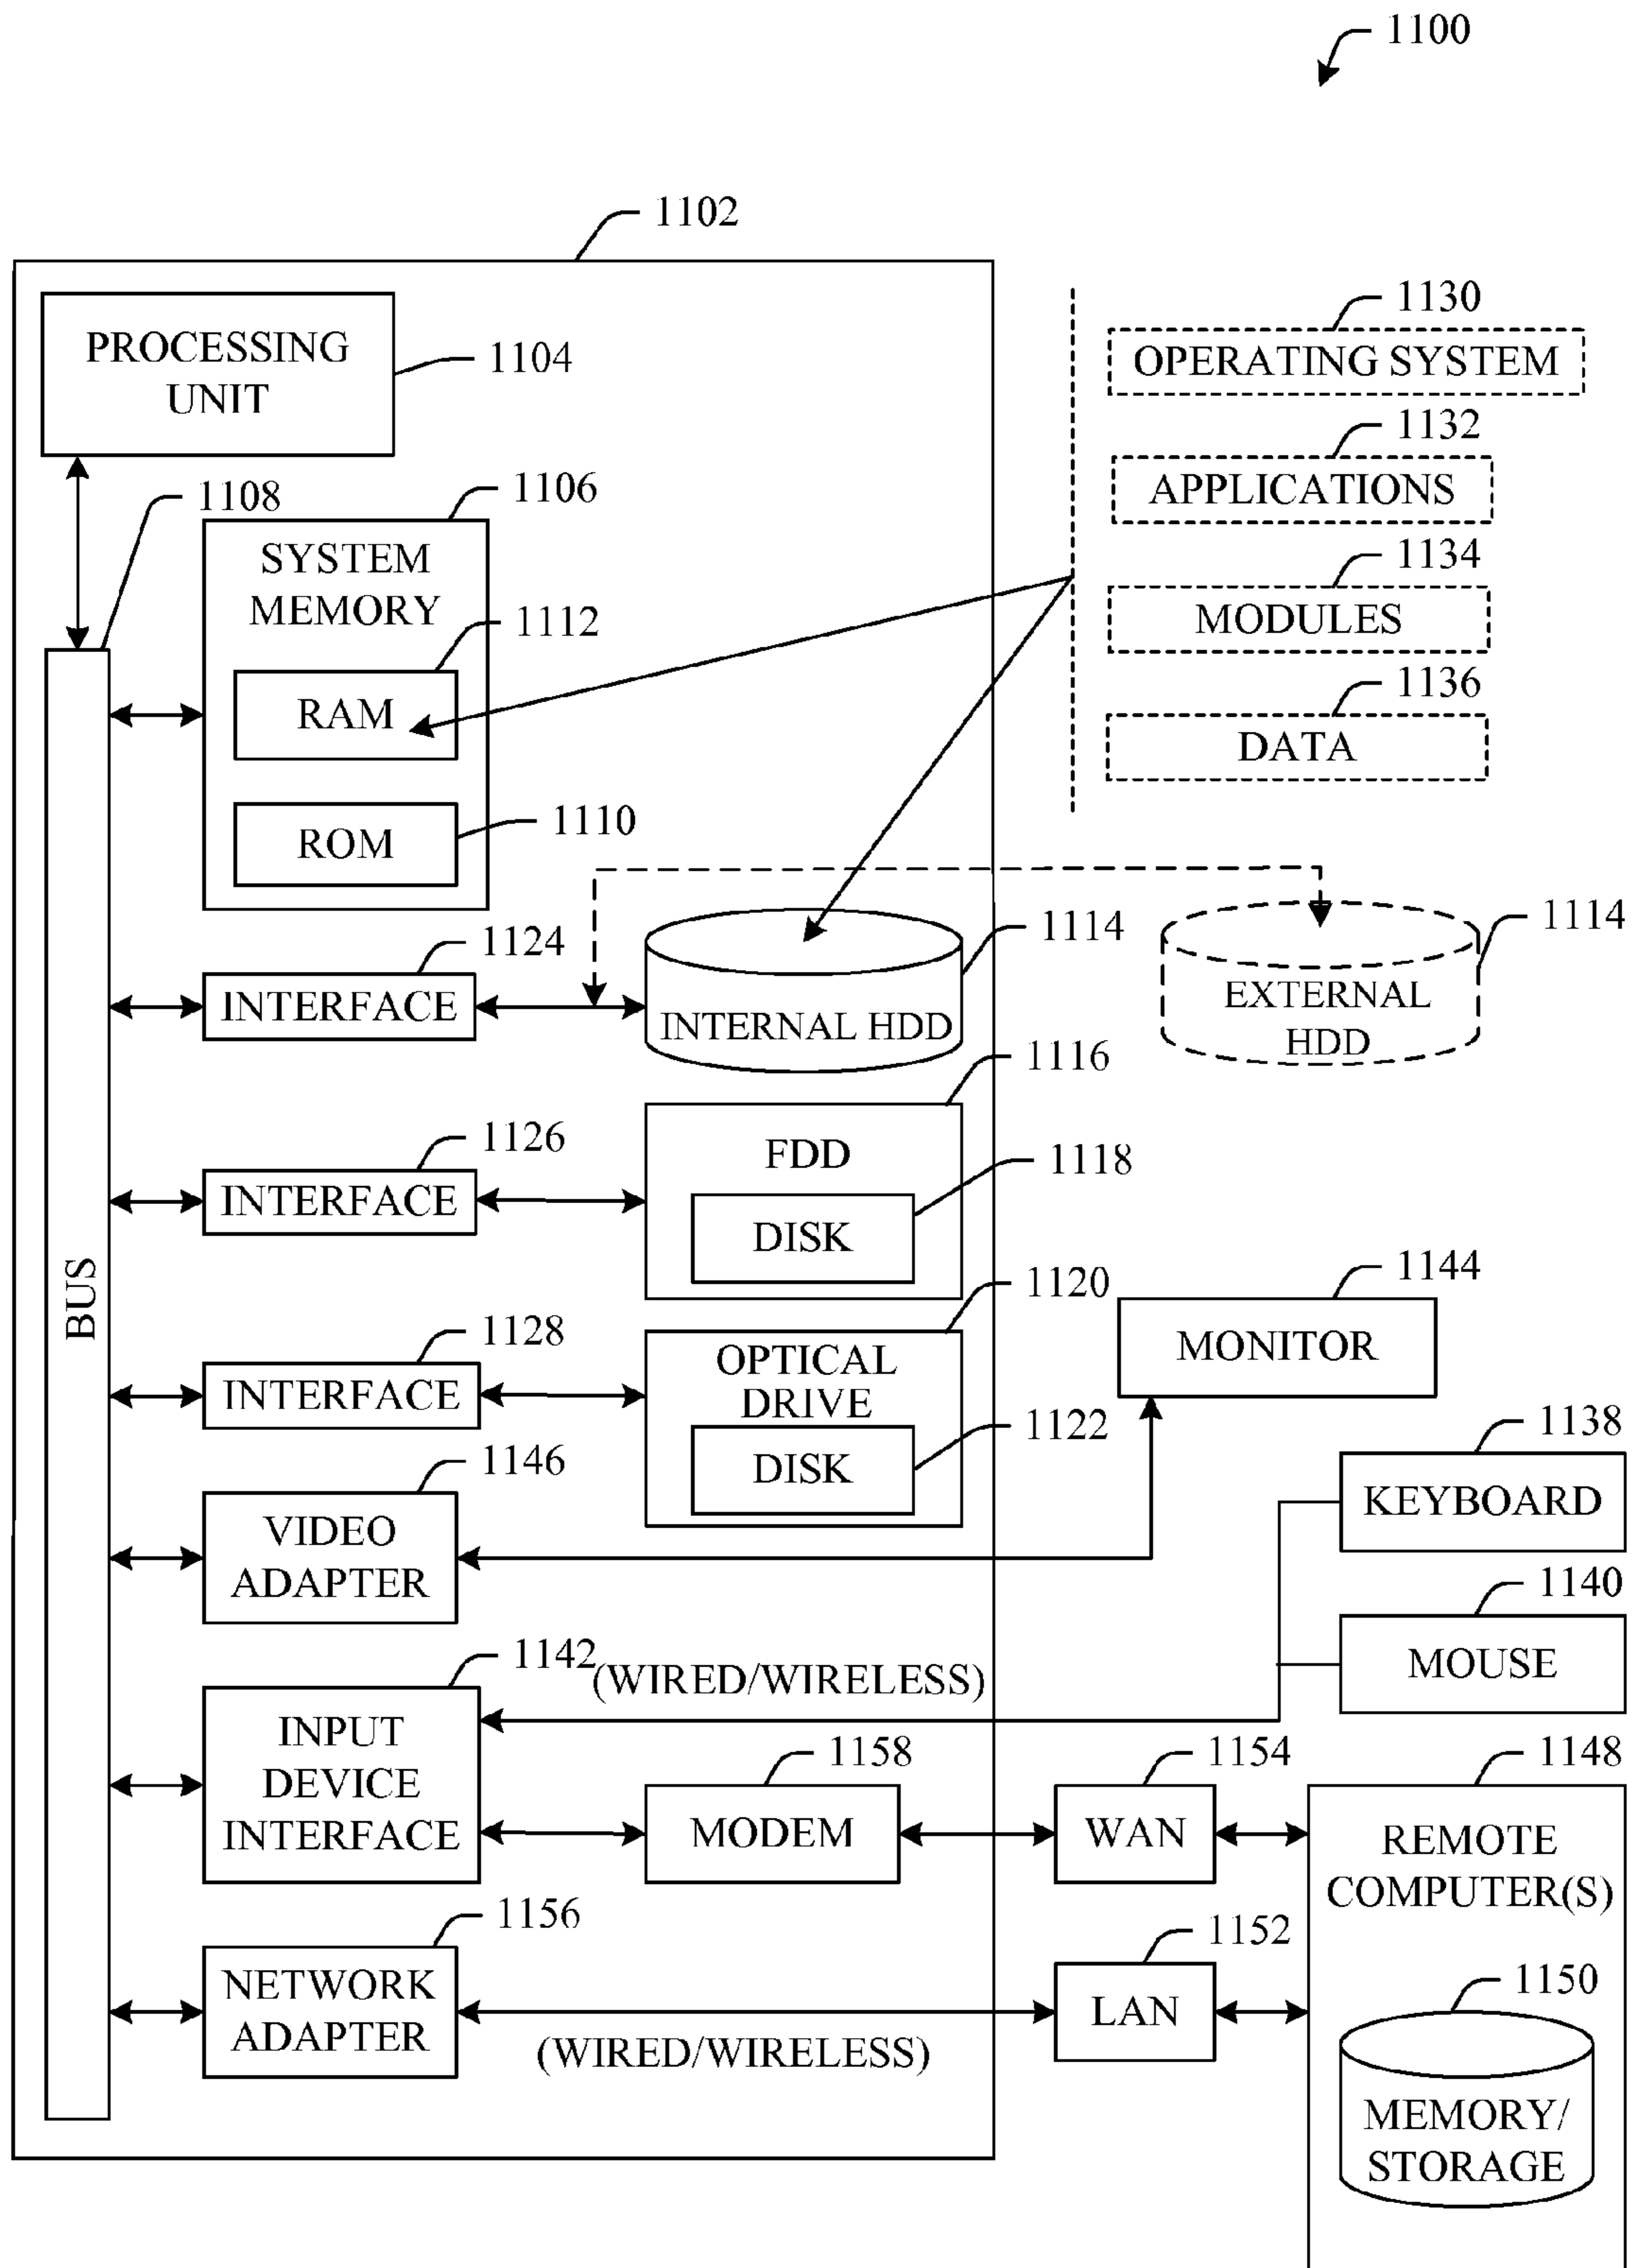 1100
1102
PROCESSING
UNIT
1104
1130
OPERATING SYSTEM
1132
APPLICATIONS
1134
MODULES
1136
DATA
1108
1106
SYSTEM
MEMORY
1112
RAM
1110
ROM
1124
INTERFACE
1114
INTERNAL HDD
1114
EXTERNAL
HDD
1116
FDD
1118
DISK
1126
INTERFACE
BUS
1120
OPTICAL
DRIVE
1122
DISK
1128
INTERFACE
1144
MONITOR
1146
VIDEO
ADAPTER
1138
KEYBOARD
1140
MOUSE
1142
(WIRED/WIRELESS)
INPUT
DEVICE
INTERFACE
1158
MODEM
1154
WAN
1148
REMOTE
COMPUTER(S)
1156
NETWORK
ADAPTER
(WIRED/WIRELESS)
1152
LAN
1150
MEMORY/
STORAGE